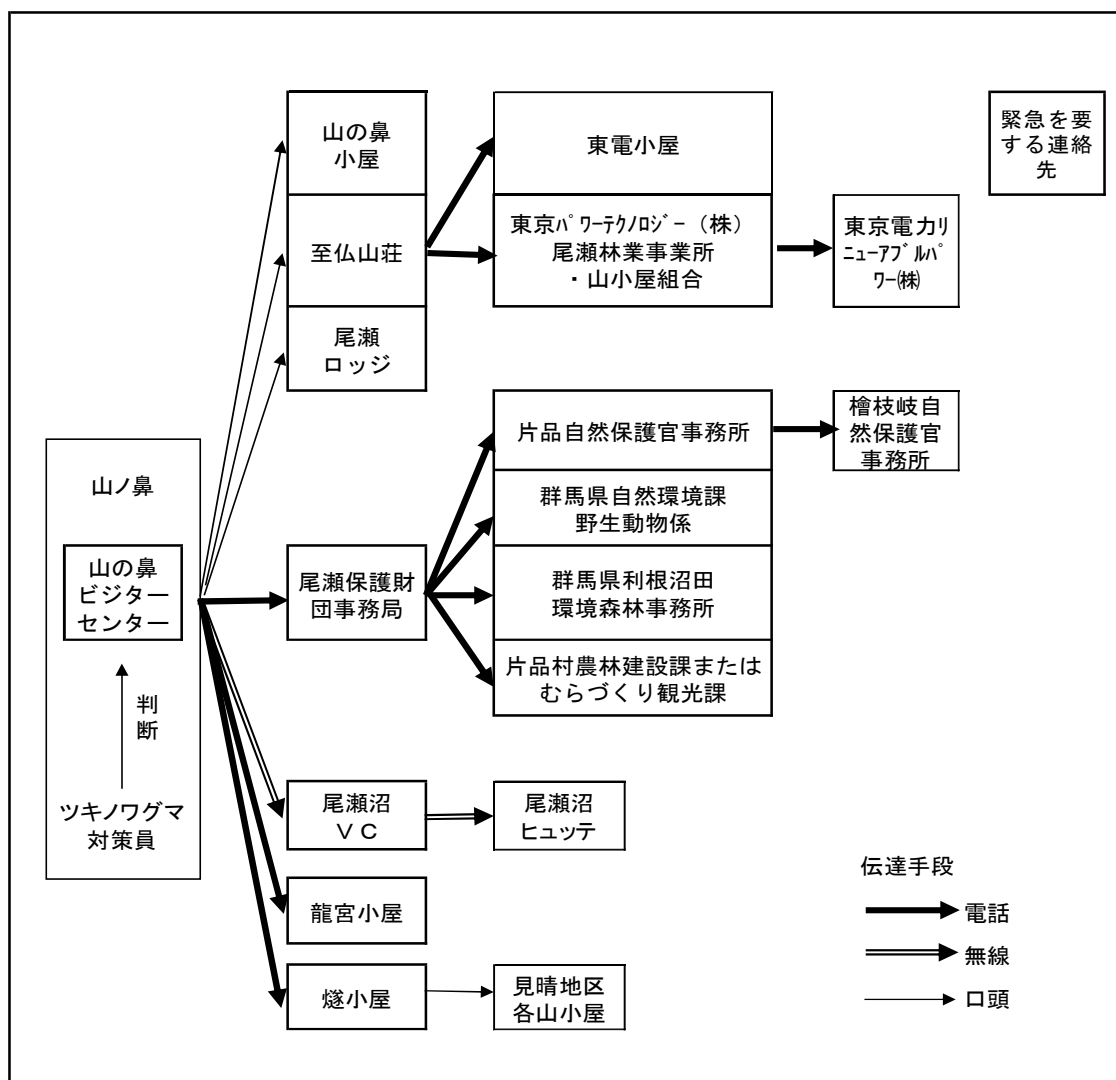 山の鼻
小屋
至仏山荘
尾瀬
ロッジ
東電小屋
東京ﾊﾟﾜｰﾃｸﾉﾛｼﾞｰ（株）
尾瀬林業事業所
・山小屋組合
東京電力リ
ﾆｭｰｱﾌﾞﾙﾊﾟ
ﾜｰ㈱
緊急を要
する連絡
先
山ノ鼻
山の鼻
ビジター
センター
判
断
ツキノワグマ
対策員
尾瀬保護財
団事務局
片品自然保護官事務所
群馬県自然環境課
野生動物係
群馬県利根沼田
環境森林事務所
片品村農林建設課または
むらづくり観光課
檜枝岐自
然保護官
事務所
尾瀬沼
ＶＣ
尾瀬沼
ヒュッテ
龍宮小屋
燧小屋
見晴地区
各山小屋
伝達手段
電話
無線
口頭